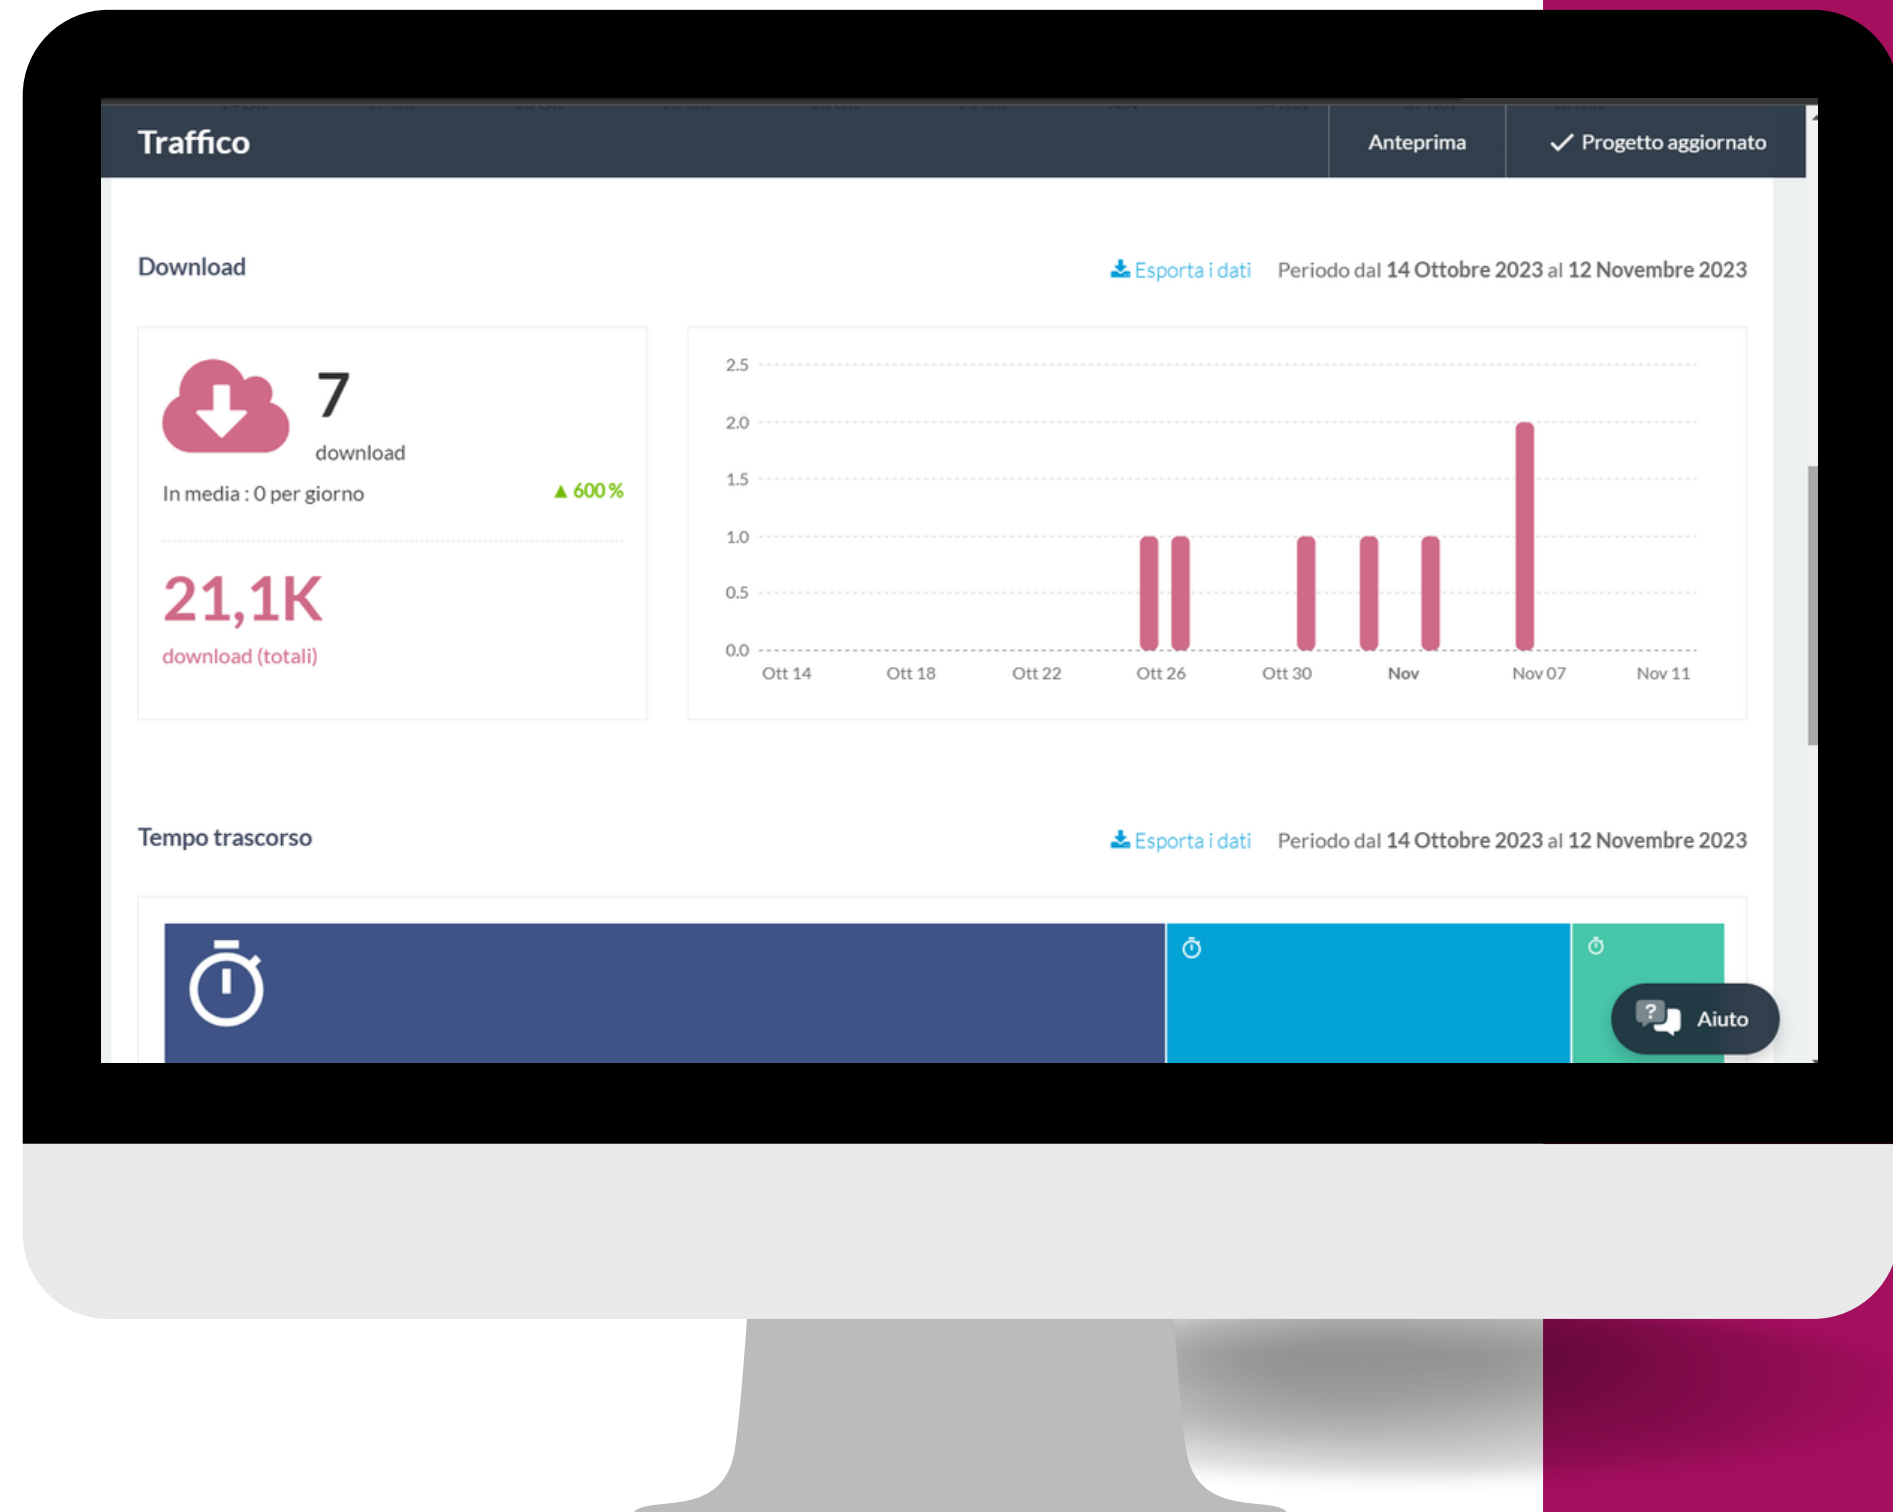 Traffico
Anteprima
Progetto aggiornato
Download
Esporta i dati
Periodo dal 14 Ottobre 2023 al 12 Novembre 2023
7
download
In media : 0 per giorno
▲ 600 %
21,1K
download (totali)
2.5
2.0
1.5
1.0
0.5
0.0
Ott 14 Ott 18 Ott 22 Ott 26 Ott 30 Nov Nov 07 Nov 11
Tempo trascorso
Esporta i dati
Periodo dal 14 Ottobre 2023 al 12 Novembre 2023
?
Aiuto